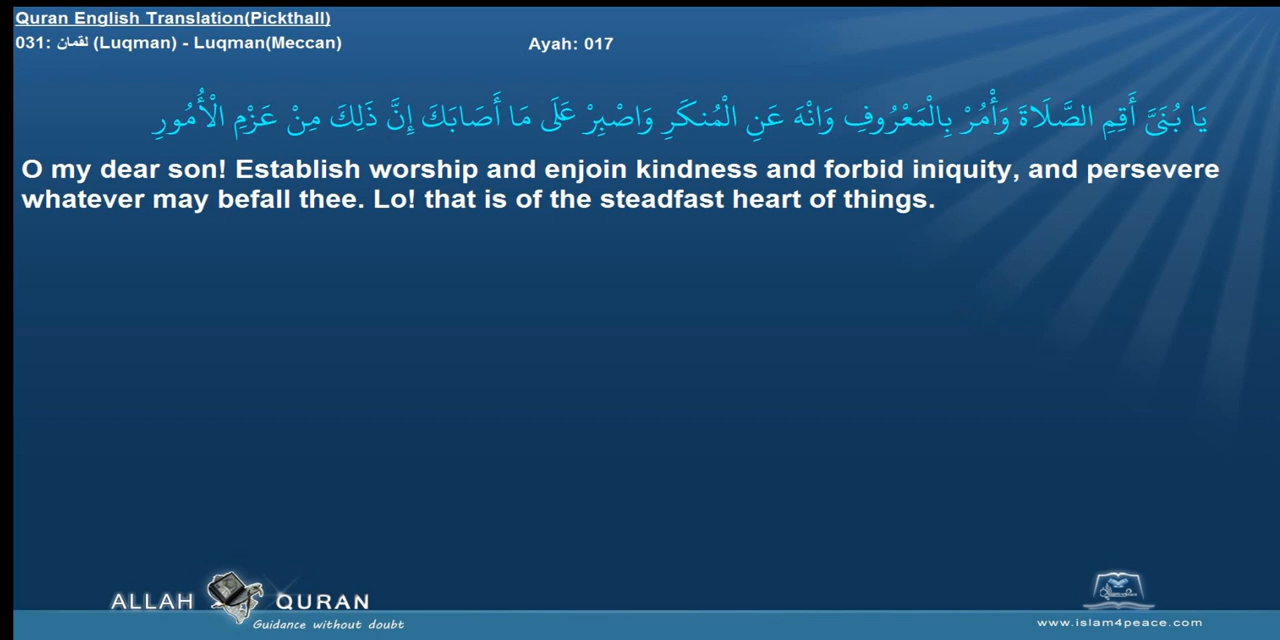 Quran English Translation(Pickthall)
031: لقمان (Luqman) - Luqman(Meccan)
Ayah: 017
يَا بُنَيَّ أَقِمِ الصَّلَاةَ وَأْمُرْ بِالْمَعْرُوفِ وَانْهَ عَنِ الْمُنكَرِ وَاصْبِرْ عَلَى مَا أَصَابَكَ إِنَّ ذَلِكَ مِنْ عَزْمِ الْأُمُورِ
O my dear son! Establish worship and enjoin kindness and forbid iniquity, and persevere
whatever may befall thee. Lo! that is of the steadfast heart of things.
ALLAH QURAN
Guidance without doubt
www.islam4peace.com